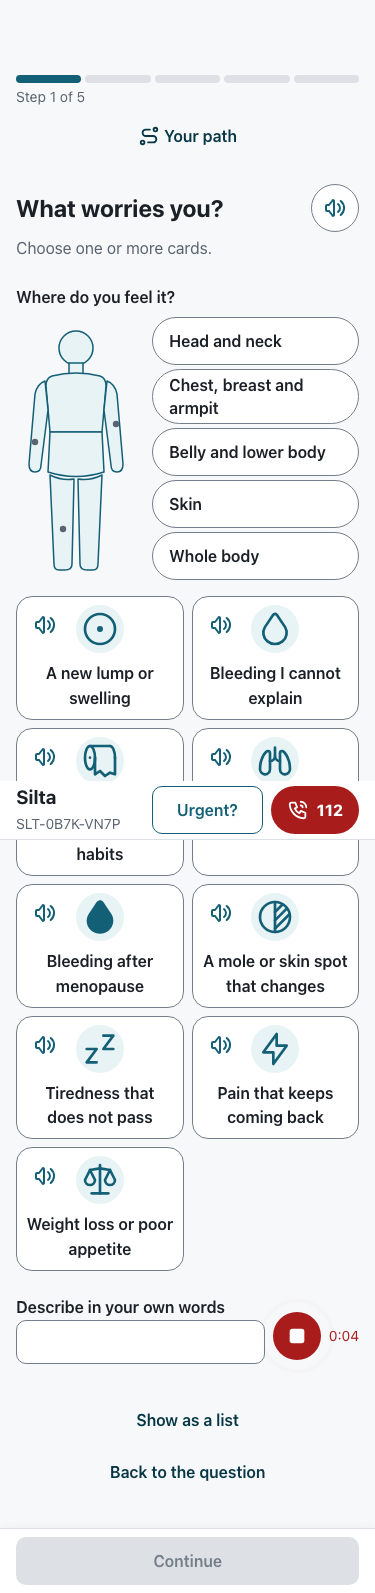 Step 1 of 5
Your path
What worries you?
Choose one or more cards.
Where do you feel it?
Head and neck
Chest, breast and
armpit
Belly and lower body
Skin
Whole body
A new lump or
swelling
Bleeding I cannot
explain
Silta
SLT-0B7K-VN7P
Urgent?
112
habits
Bleeding after
menopause
A mole or skin spot
that changes
Tiredness that
does not pass
Pain that keeps
coming back
Weight loss or poor
appetite
Describe in your own words
0:04
Show as a list
Back to the question
Continue